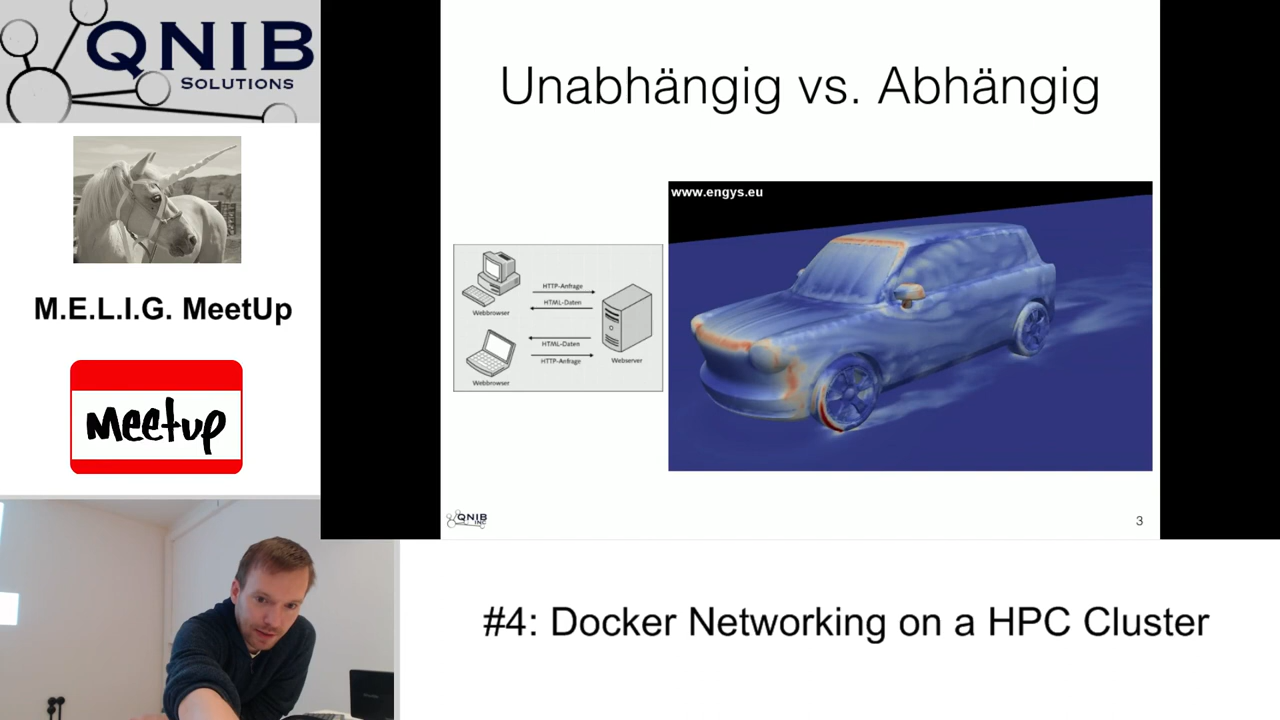 QNIB
SOLUTIONS
M.E.L.I.G. MeetUp
Meetup
Unabhängig vs. Abhängig
www.engys.eu
HTTP-Anfrage
HTML-Daten
Webbrowser
HTML-Daten
HTTP-Anfrage
Webserver
Webbrowser
QNIB
INC
3
#4: Docker Networking on a HPC Cluster